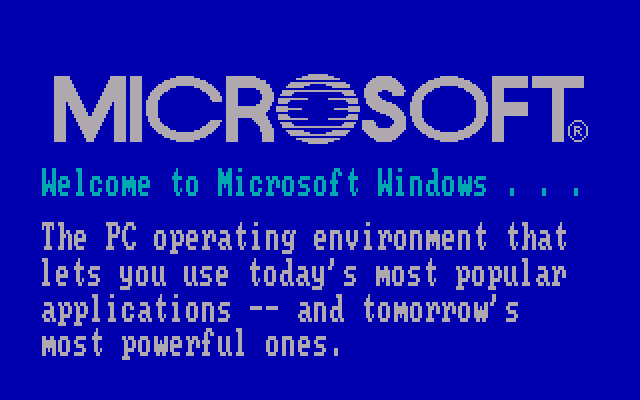 MICROSOFT®
Welcome to Microsoft Windows . . .
The PC operating environment that
lets you use today's most popular
applications -- and tomorrow's
most powerful ones.